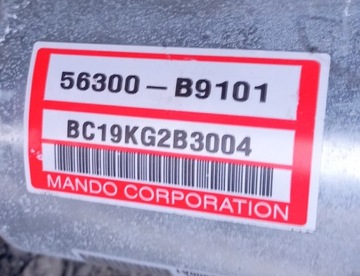 56300-B9101
BC19KG2B3004
MANDO CORPORATION